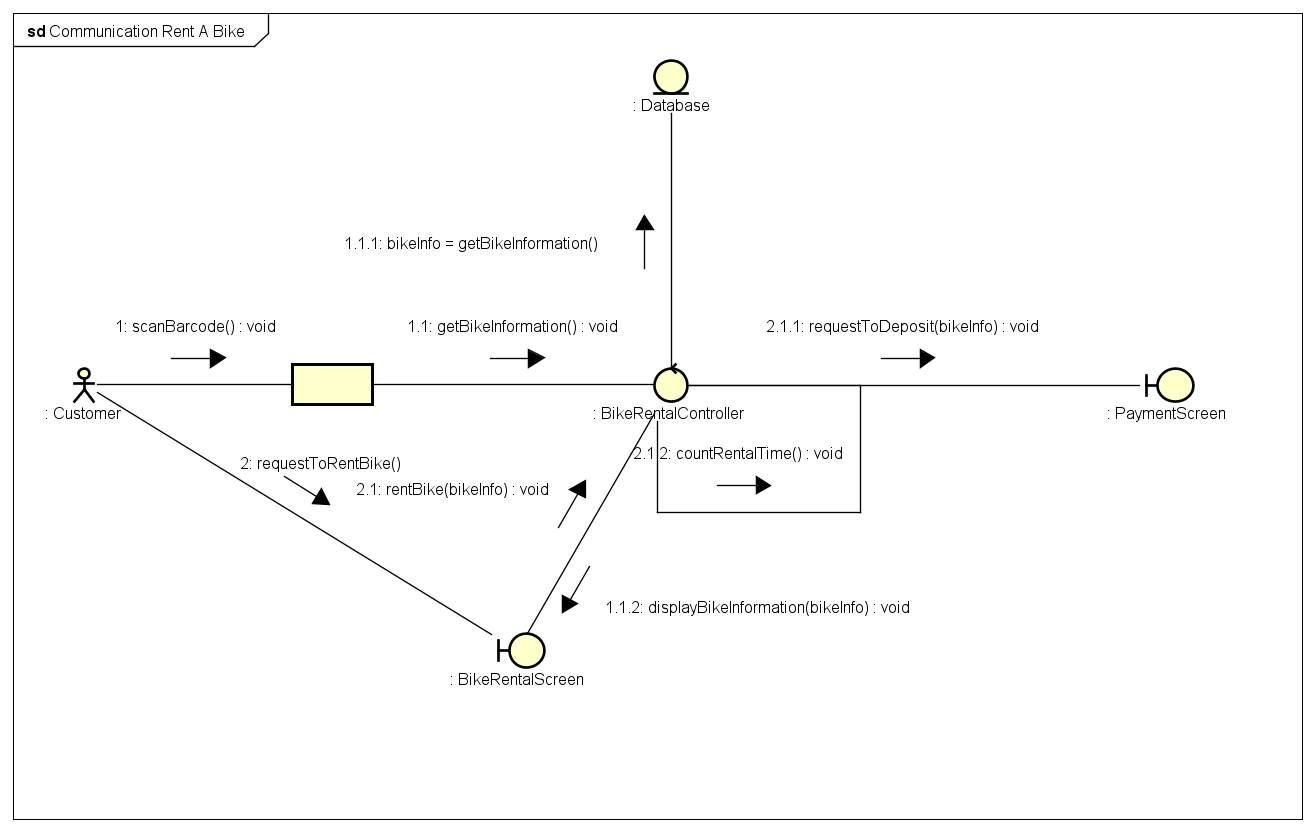 sd Communication Rent A Bike
: Database
1.1.1: bikeInfo = getBikeInformation()
1: scanBarcode() : void
1.1: getBikeInformation() : void
2.1.1: requestToDeposit(bikeInfo) : void
: Customer
: BikeRentalController
: PaymentScreen
2.1.2: countRentalTime() : void
2: requestToRentBike()
2.1: rentBike(bikeInfo) : void
1.1.2: displayBikeInformation(bikeInfo) : void
: BikeRentalScreen